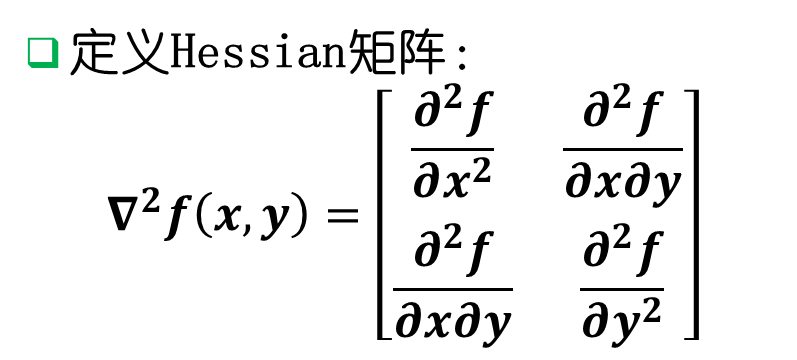 ❑ 定义Hessian矩阵:
∂²f ∂²f
∂x² ∂x∂y
∇²f(x,y) =
∂²f ∂²f
∂x∂y ∂y²